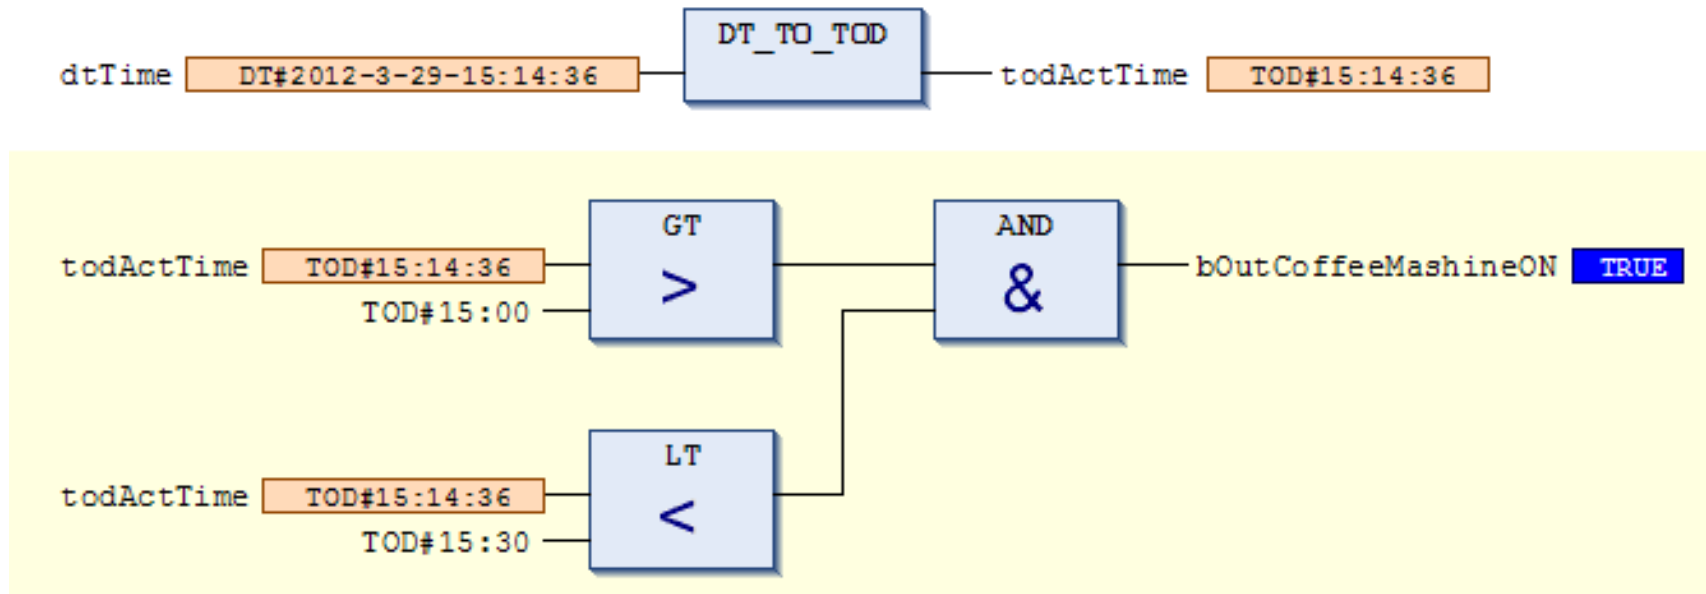 DT_TO_TOD
dtTime DT#2012-3-29-15:14:36 todActTime TOD#15:14:36
GT AND
todActTime TOD#15:14:36 > & bOutCoffeeMashineON TRUE
TOD#15:00
LT
todActTime TOD#15:14:36 <
TOD#15:30